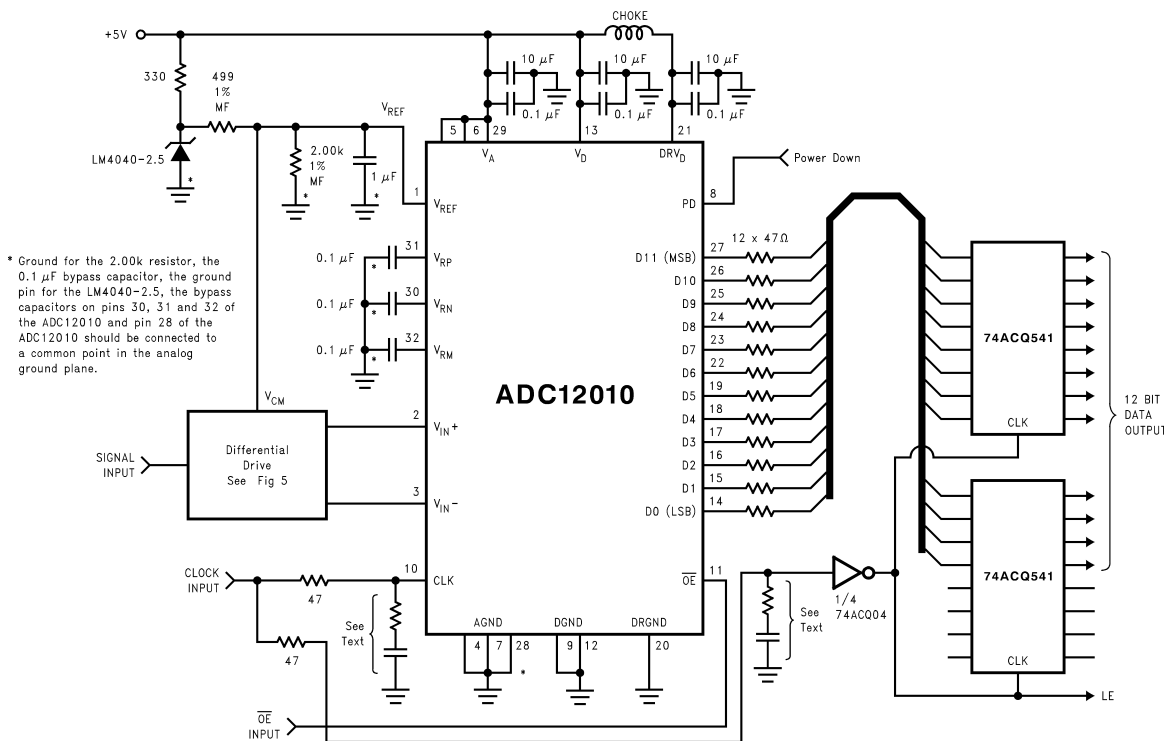 +5V
CHOKE
330
499
1%
MF
10 µF
10 µF
10 µF
0.1 µF
0.1 µF
0.1 µF
VREF
5
6
29
13
21
LM4040-2.5
*
2.00k
1%
MF
*
1 µF
*
VA
VD
DRVD
Power Down
8
PD
1
VREF
* Ground for the 2.00k resistor, the
0.1 µF bypass capacitor, the ground
pin for the LM4040-2.5, the bypass
capacitors on pins 30, 31 and 32 of
the ADC12010 and pin 28 of the
ADC12010 should be connected to
a common point in the analog
ground plane.
0.1 µF
*
31
VRP
0.1 µF
*
30
VRN
0.1 µF
*
32
VRM
ADC12010
12 x 47Ω
D11 (MSB)
27
D10
26
D9
25
D8
24
D7
23
D6
22
D5
19
D4
18
D3
17
D2
16
D1
15
D0 (LSB)
14
74ACQ541
CLK
12 BIT
DATA
OUTPUT
VCM
SIGNAL
INPUT
Differential
Drive
See Fig 5
2
VIN+
3
VIN−
CLOCK
INPUT
47
10
CLK
47
See
Text
AGND
DGND
DRGND
4
7
28
*
9
12
20
OE
11
See
Text
1/4
74ACQ04
74ACQ541
CLK
LE
OE
INPUT